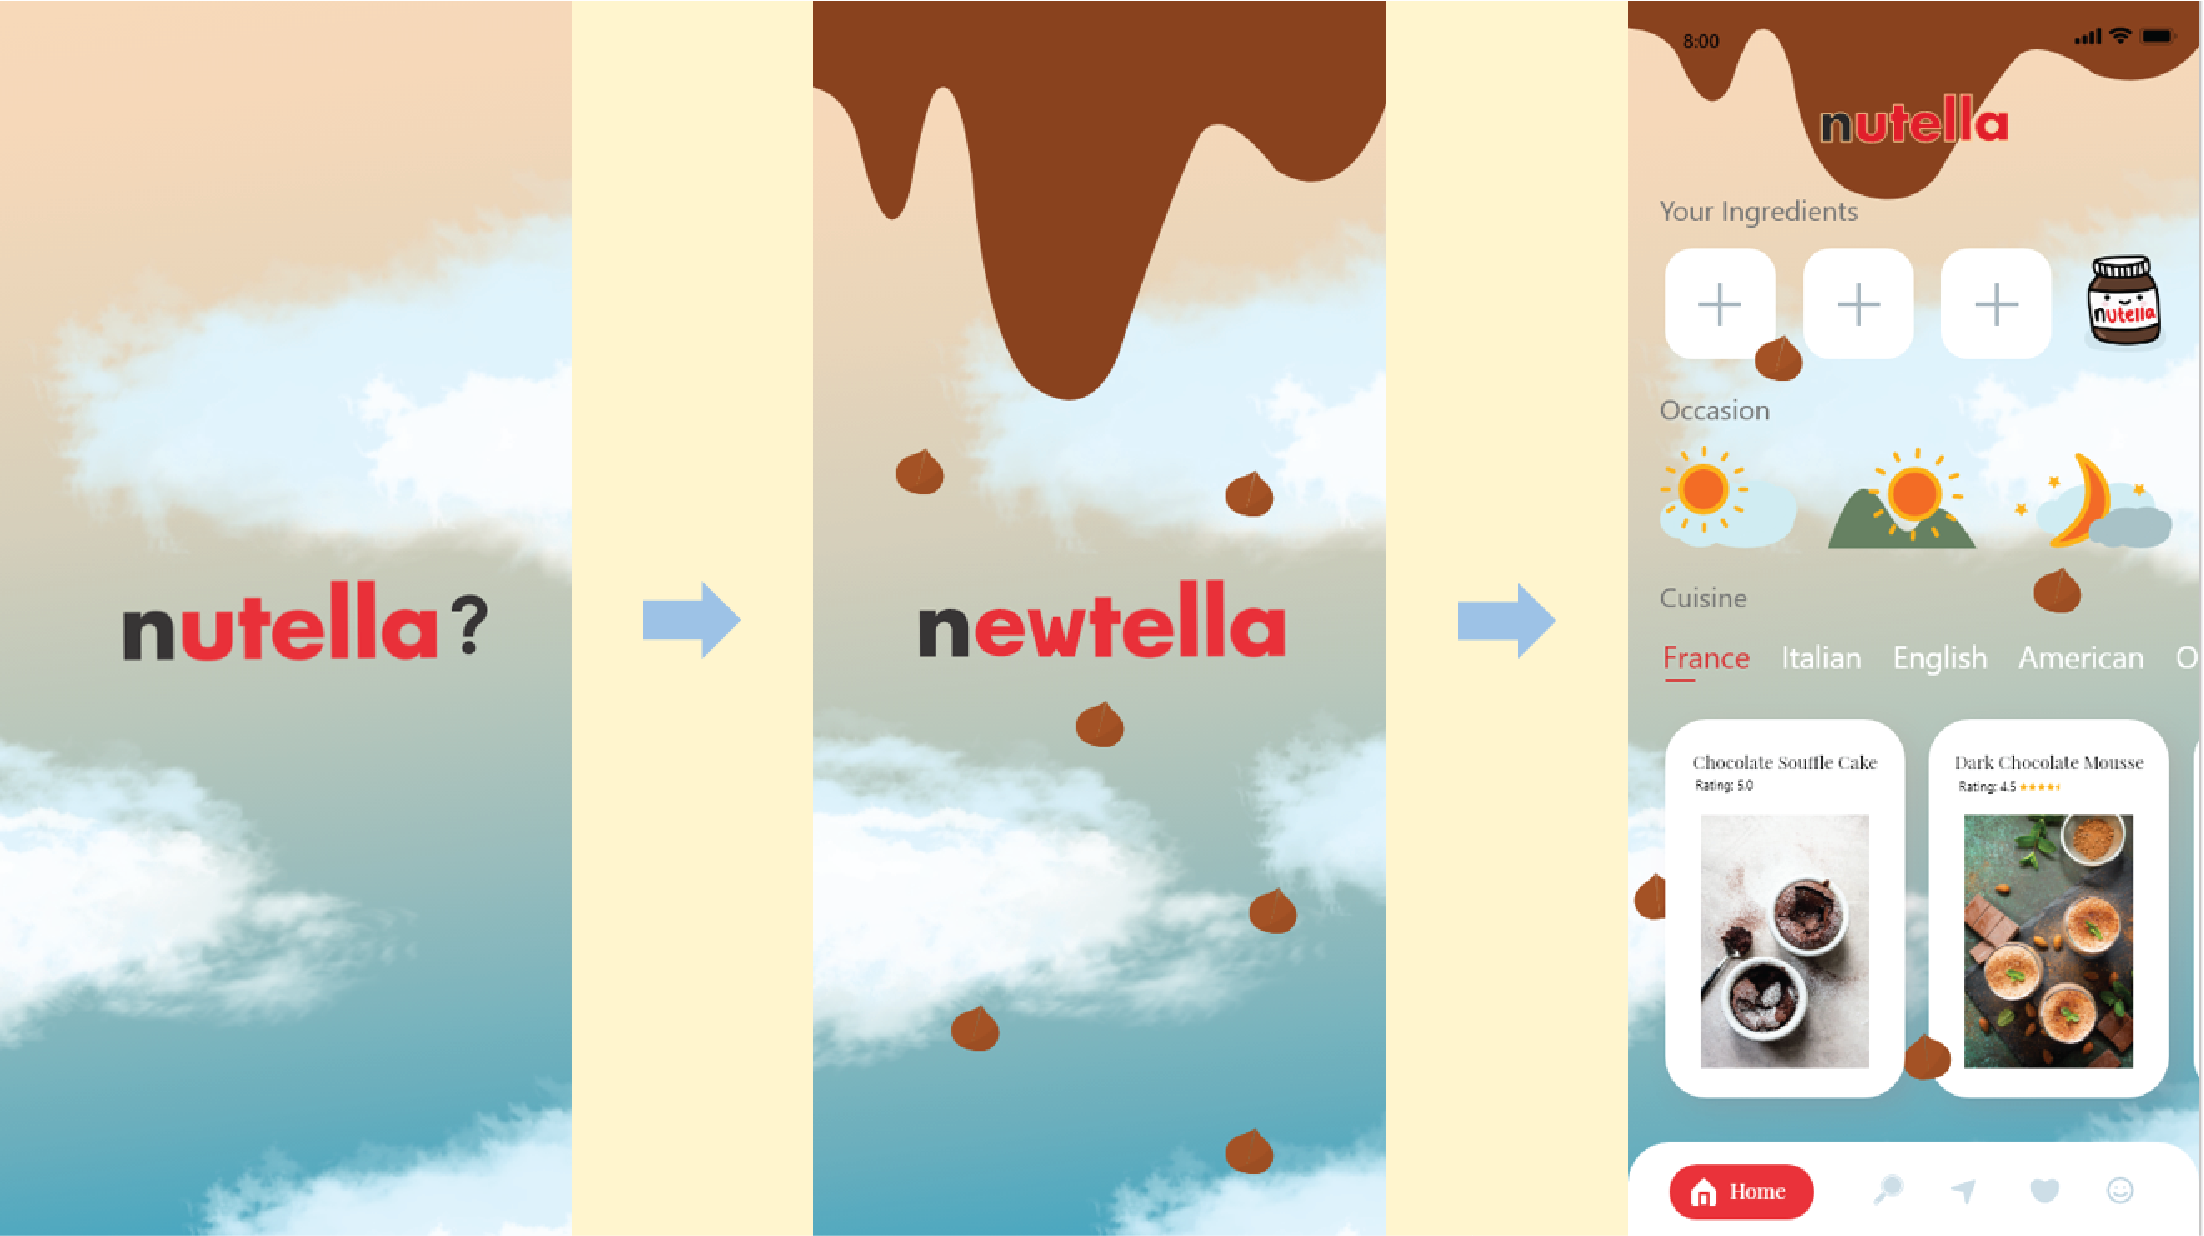 nutella?
newtella
8:00
nutella
Your Ingredients
nutella
Occasion
Cuisine
France Italian English American O
Chocolate Souffle Cake
Rating: 5.0
Dark Chocolate Mousse
Rating: 4.5
Home